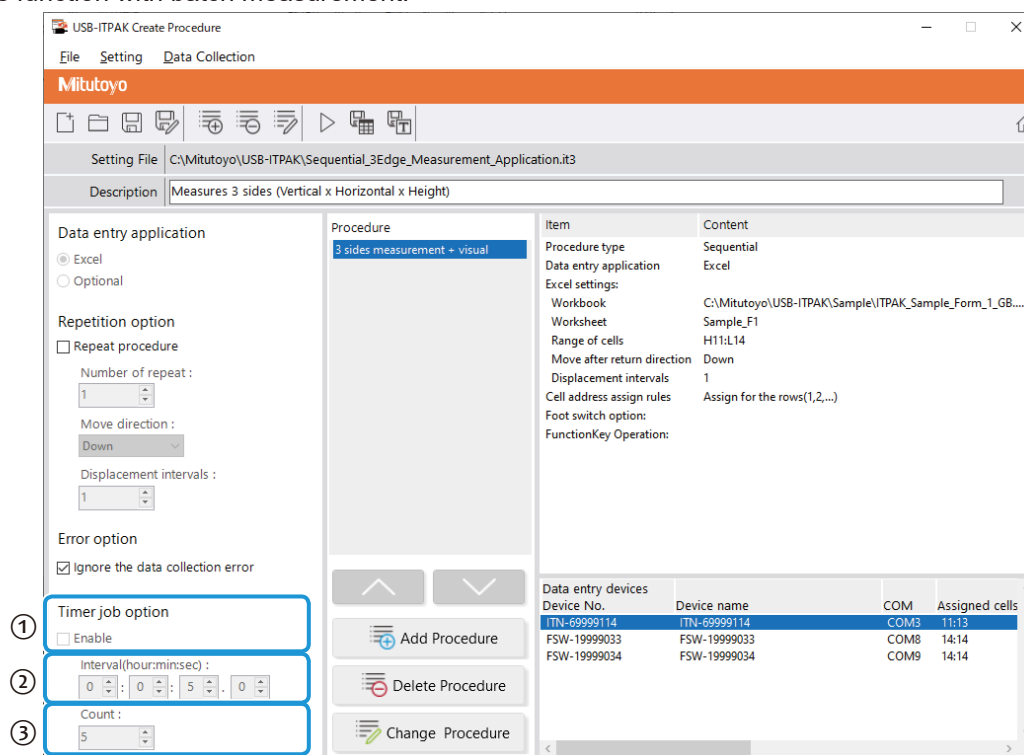 USB-ITPAK Create Procedure
File Setting Data Collection
Mitutoyo
Setting File C:\Mitutoyo\USB-ITPAK\Sequential_3Edge_Measurement_Application.it3
Description Measures 3 sides (Vertical x Horizontal x Height)
Data entry application
Excel
Optional
Repetition option
Repeat procedure
Number of repeat :
1
Move direction :
Down
Displacement intervals :
1
Error option
Ignore the data collection error
① Timer job option
Enable
② Interval(hour:min:sec) :
0 : 0 : 5 . 0
③ Count :
5
Procedure
3 sides measurement + visual
Add Procedure
Delete Procedure
Change Procedure
Item Content
Procedure type Sequential
Data entry application Excel
Excel settings:
Workbook C:\Mitutoyo\USB-ITPAK\Sample\ITPAK_Sample_Form_1_GB....
Worksheet Sample_F1
Range of cells H11:L14
Move after return direction Down
Displacement intervals 1
Cell address assign rules Assign for the rows(1,2,...)
Foot switch option:
FunctionKey Operation:
Data entry devices
Device No. Device name COM Assigned cells
ITN-69999114 ITN-69999114 COM3 11:13
FSW-19999033 FSW-19999033 COM8 14:14
FSW-19999034 FSW-19999034 COM9 14:14